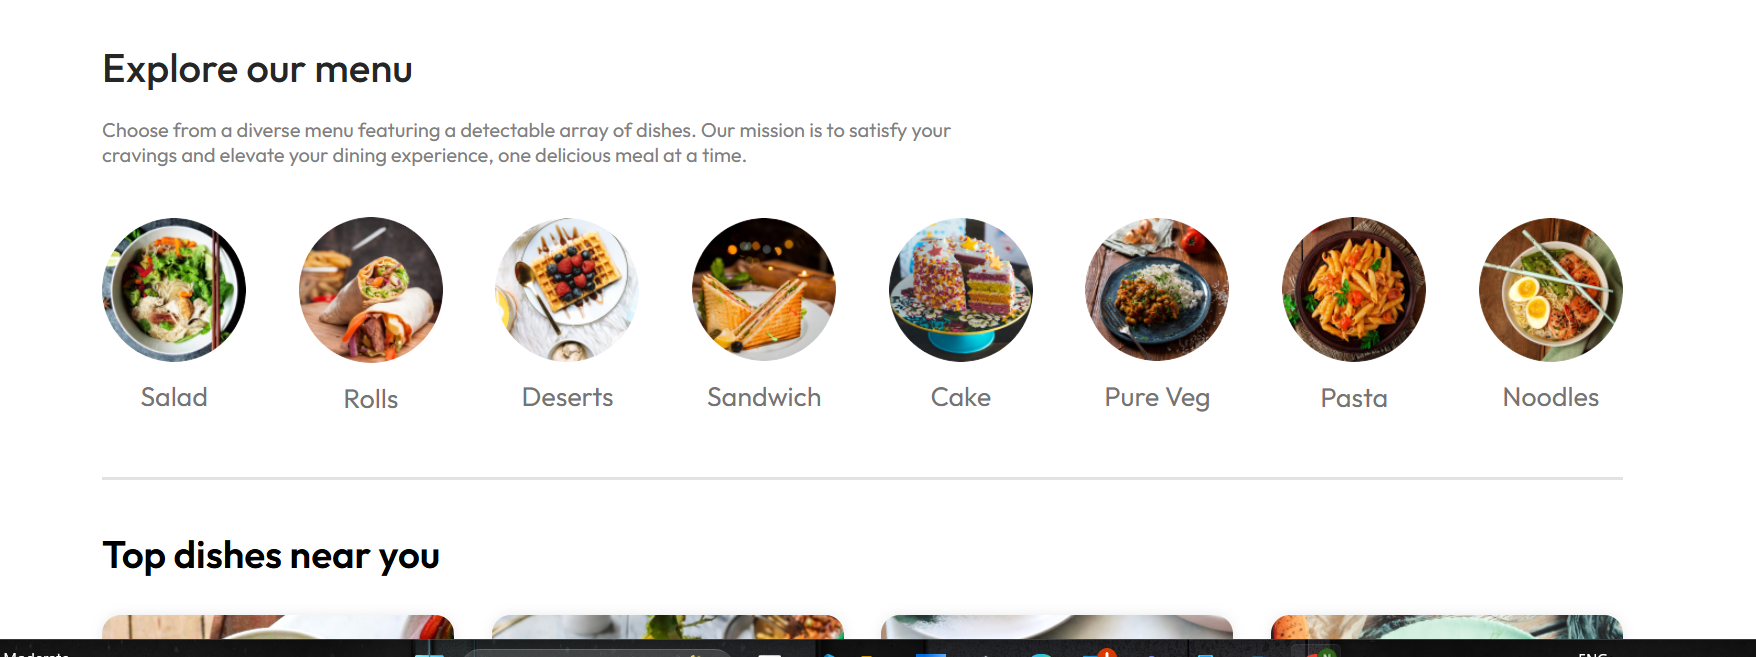 Explore our menu
Choose from a diverse menu featuring a detectable array of dishes. Our mission is to satisfy your
cravings and elevate your dining experience, one delicious meal at a time.
Salad
Rolls
Deserts
Sandwich
Cake
Pure Veg
Pasta
Noodles
Top dishes near you